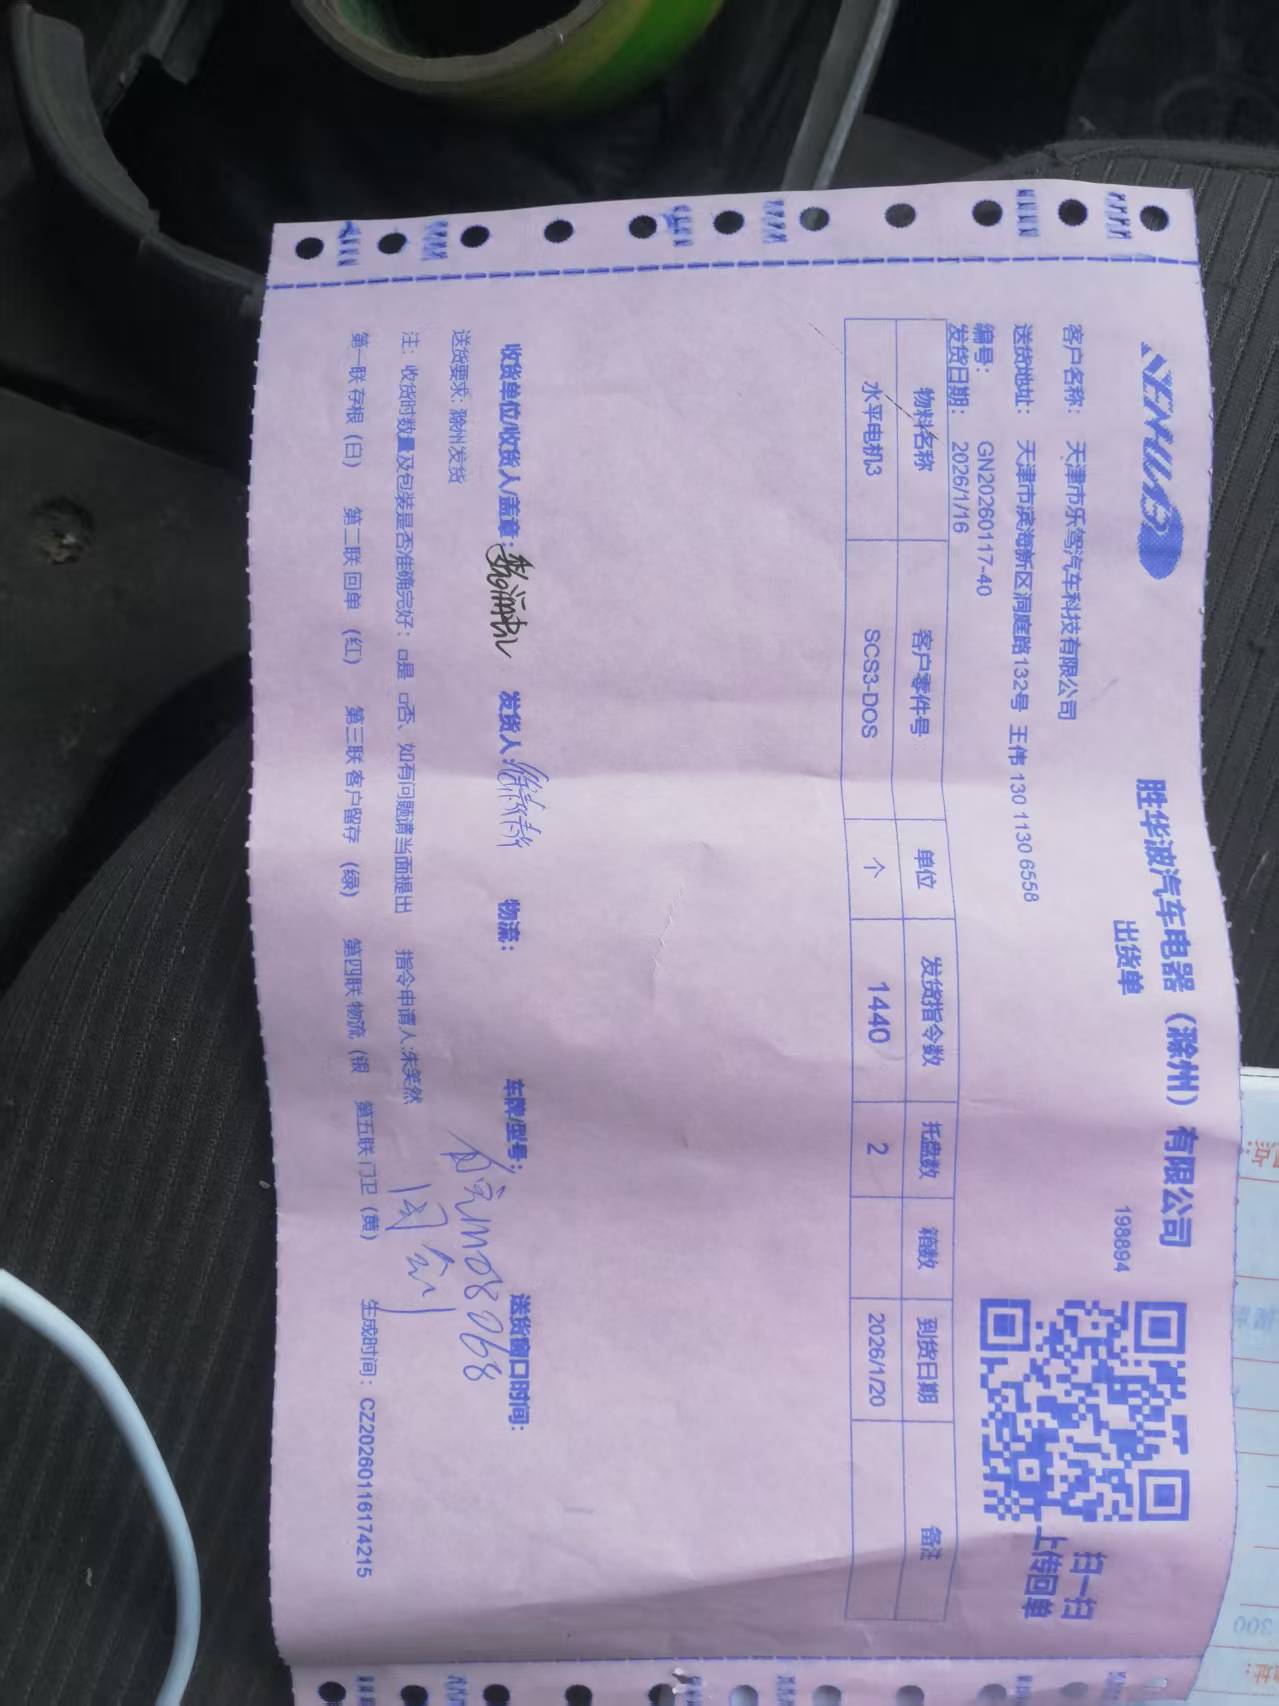 SHENGHUABO
胜华波汽车电器（滁州）有限公司
出货单
198894
扫一扫
上传回单
客户名称： 天津市乐驾汽车科技有限公司
送货地址： 天津市滨海新区洞庭路132号 王伟 130 1130 6558
编号： GN20260117-40
发货日期： 2026/1/16
物料名称 客户零件号 单位 发货指令数 托盘数 箱数 到货日期 备注
水平电机3 SCS3-DOS 个 1440 2 2026/1/20
收货单位/收货人/盖章： 发货人： 物流： 车牌/型号： 送货窗口时间：
送货要求: 滁州发货
注： 收货时数量及包装是否准确完好：□是 □否、如有问题请当面提出 指令申请人:朱笑然
第一联 存根（白） 第二联 回单 （红） 第三联 客户留存 （绿） 第四联 物流（银 第五联 门卫（黄） 生成时间：CZ20260116174215
300